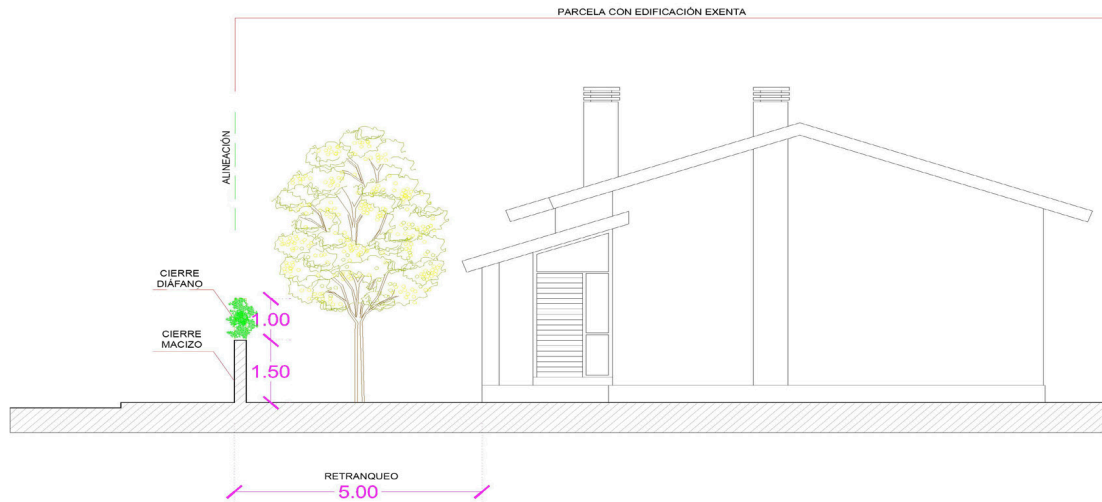 PARCELA CON EDIFICACIÓN EXENTA
ALINEACIÓN
CIERRE
DIÁFANO
1.00
CIERRE
MACIZO
1.50
RETRANQUEO
5.00